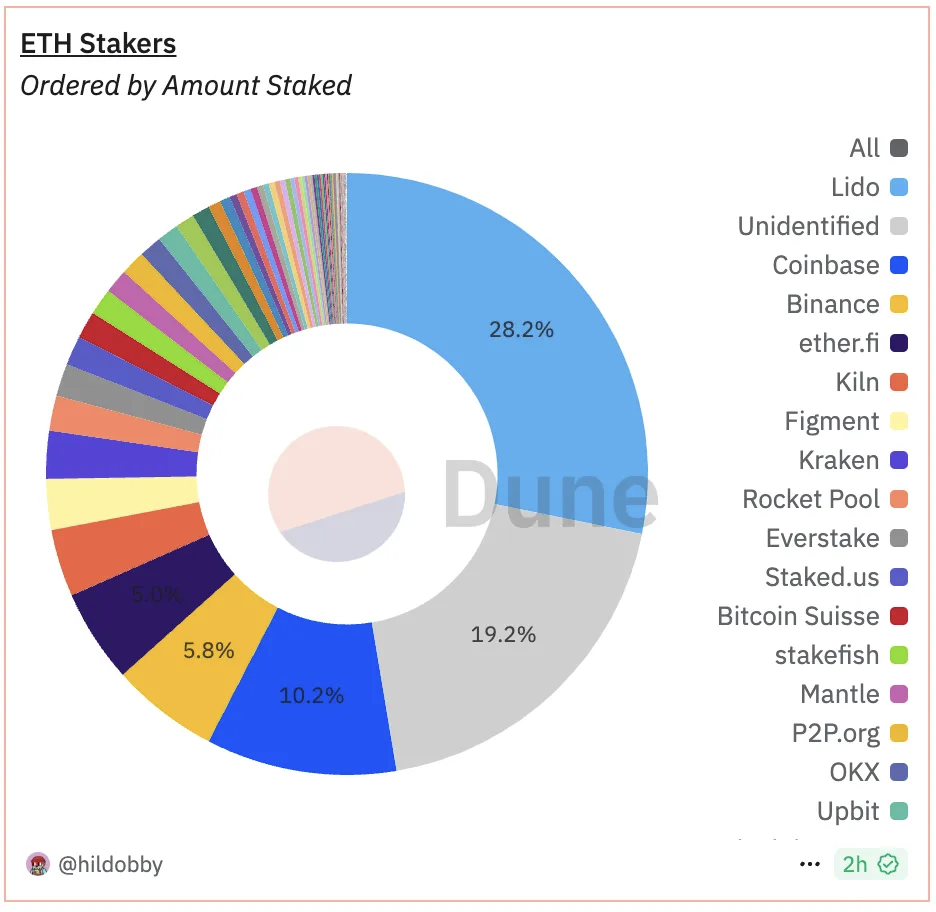 ETH Stakers
Ordered by Amount Staked
All
Lido
Unidentified
Coinbase
Binance
ether.fi
Kiln
Figment
Kraken
Rocket Pool
Everstake
Staked.us
Bitcoin Suisse
stakefish
Mantle
P2P.org
OKX
Upbit
28.2%
19.2%
10.2%
5.8%
5.0%
Dune
@hildobby
2h